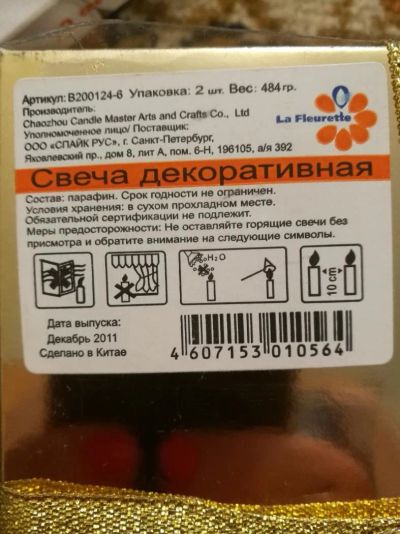 Артикул: B200124-6 Упаковка: 2 шт. Вес: 484гр.
Производитель:
Chaozhou Candle Master Arts and Crafts Co., Ltd
Уполномоченное лицо/ Поставщик:
ООО «СПАЙК РУС», г. Санкт-Петербург,
Яковлевский пр., дом 8, лит А, пом. 6-Н, 196105, а/я 392
La Fleurette
Свеча декоративная
Состав: парафин. Срок годности не ограничен.
Условия хранения: в сухом прохладном месте.
Обязательной сертификации не подлежит.
Меры предосторожности: Не оставляйте горящие свечи без
присмотра и обратите внимание на следующие символы.
H₂O
10 cm
Дата выпуска:
Декабрь 2011
Сделано в Китае
4 607153 010564